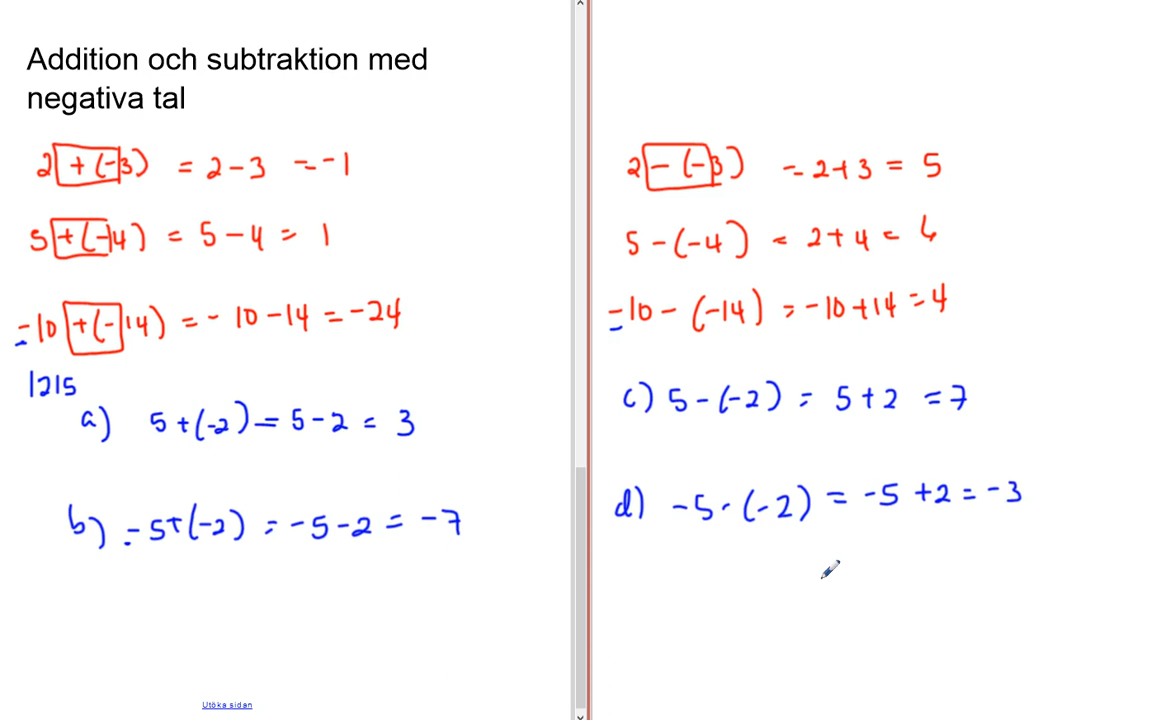 Addition och subtraktion med
negativa tal
2 + (-3) = 2 - 3 = -1
5 + (-4) = 5 - 4 = 1
-10 + (-14) = -10 - 14 = -24
1215
a) 5 + (-2) = 5 - 2 = 3
b) -5 + (-2) = -5 - 2 = -7
Utöka sidan
2 - (-3) = 2 + 3 = 5
5 - (-4) = 2 + 4 = 6
-10 - (-14) = -10 + 14 = 4
c) 5 - (-2) = 5 + 2 = 7
d) -5 - (-2) = -5 + 2 = -3